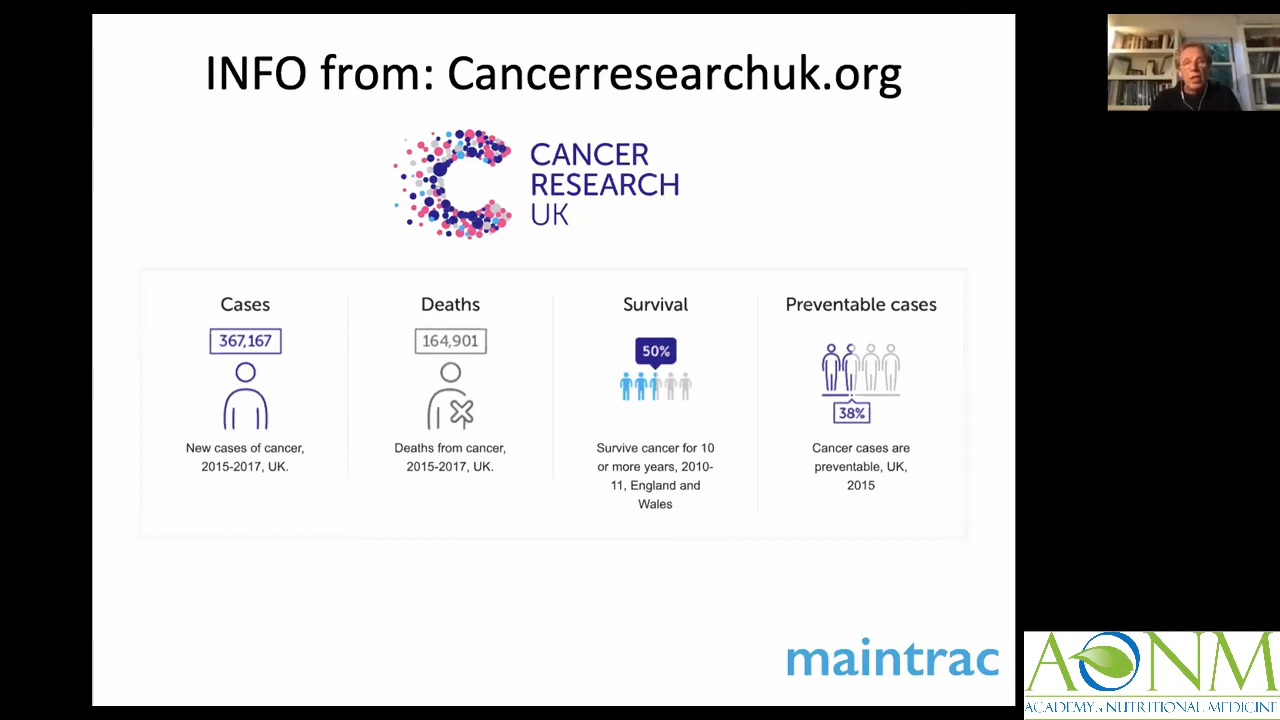 INFO from: Cancerresearchuk.org
CANCER
RESEARCH
UK
Cases
367,167
New cases of cancer,
2015-2017, UK.
Deaths
164,901
Deaths from cancer,
2015-2017, UK.
Survival
50%
Survive cancer for 10
or more years, 2010-
11, England and
Wales
Preventable cases
38%
Cancer cases are
preventable, UK,
2015
maintrac
AONM
ACADEMY of NUTRITIONAL MEDICINE